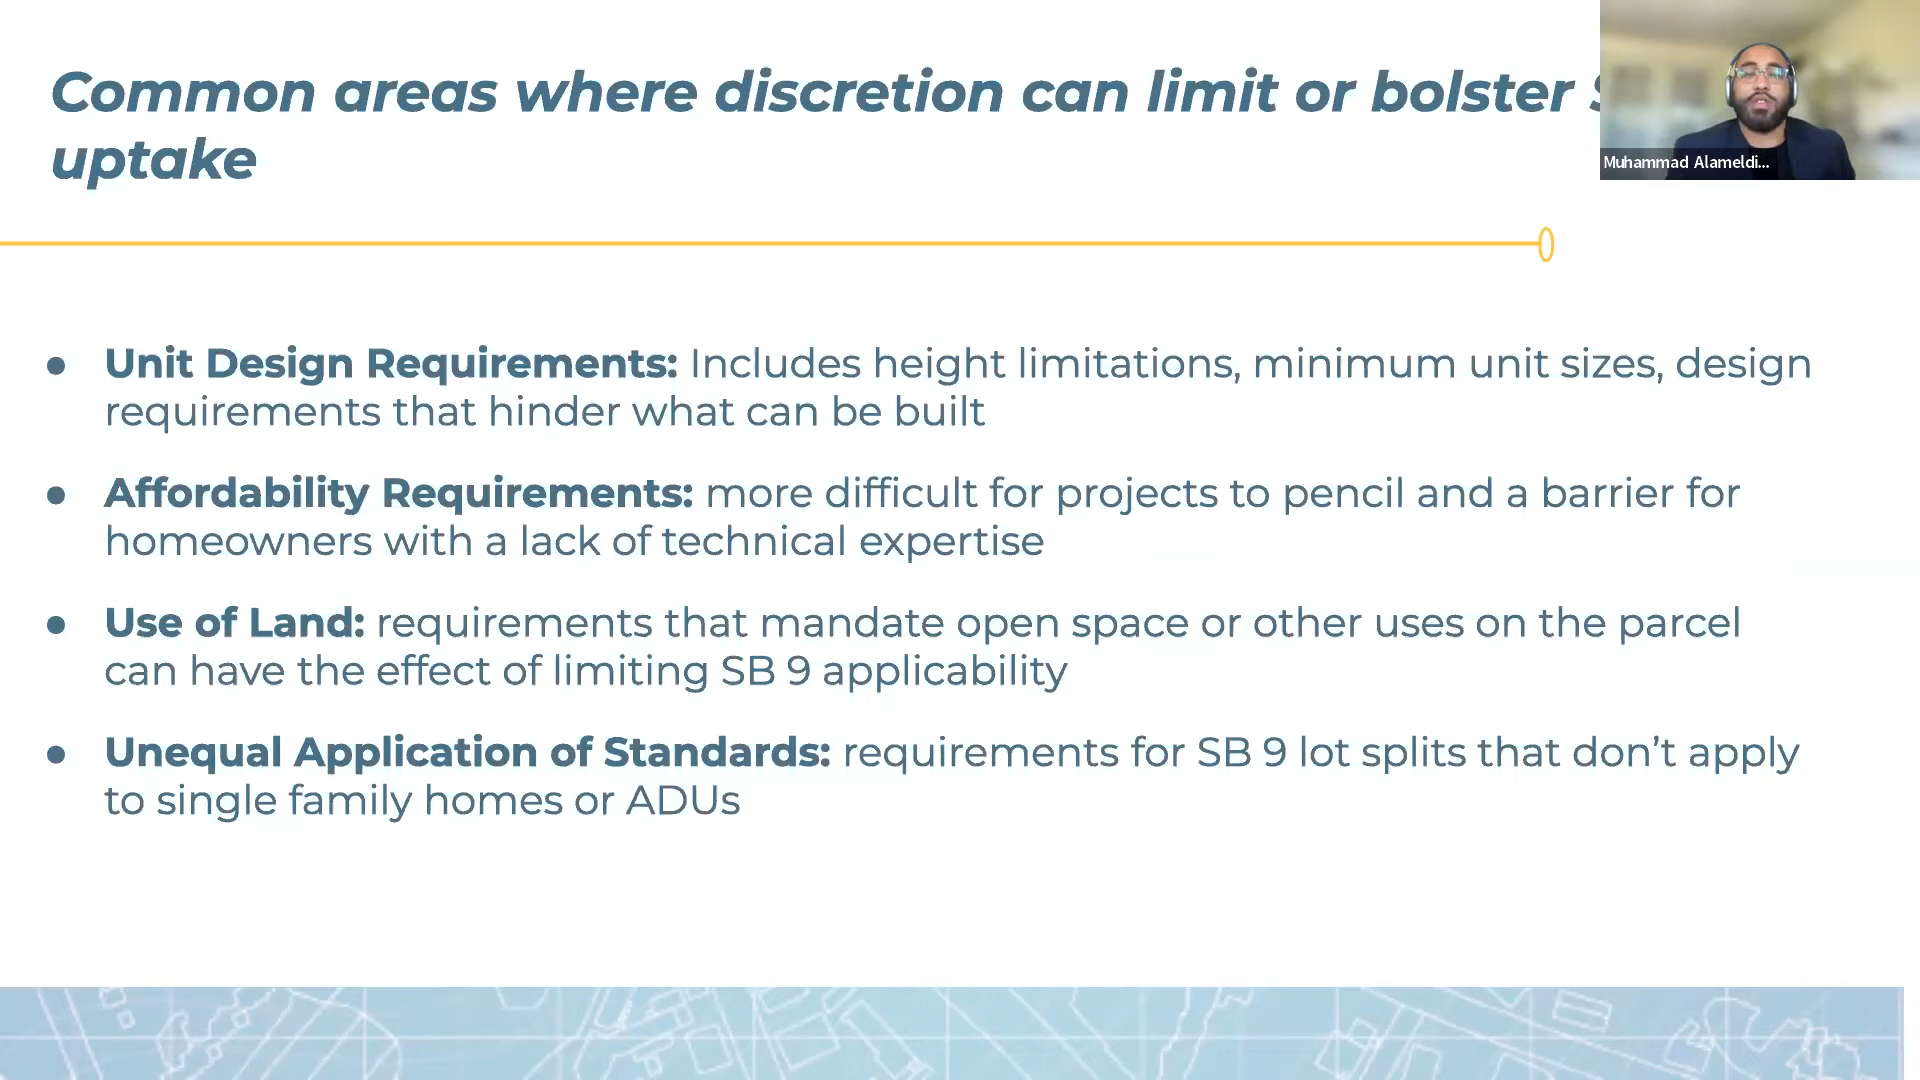 Common areas where discretion can limit or bolster
uptake
Muhammad Alameldi...
● Unit Design Requirements: Includes height limitations, minimum unit sizes, design
requirements that hinder what can be built
● Affordability Requirements: more difficult for projects to pencil and a barrier for
homeowners with a lack of technical expertise
● Use of Land: requirements that mandate open space or other uses on the parcel
can have the effect of limiting SB 9 applicability
● Unequal Application of Standards: requirements for SB 9 lot splits that don’t apply
to single family homes or ADUs